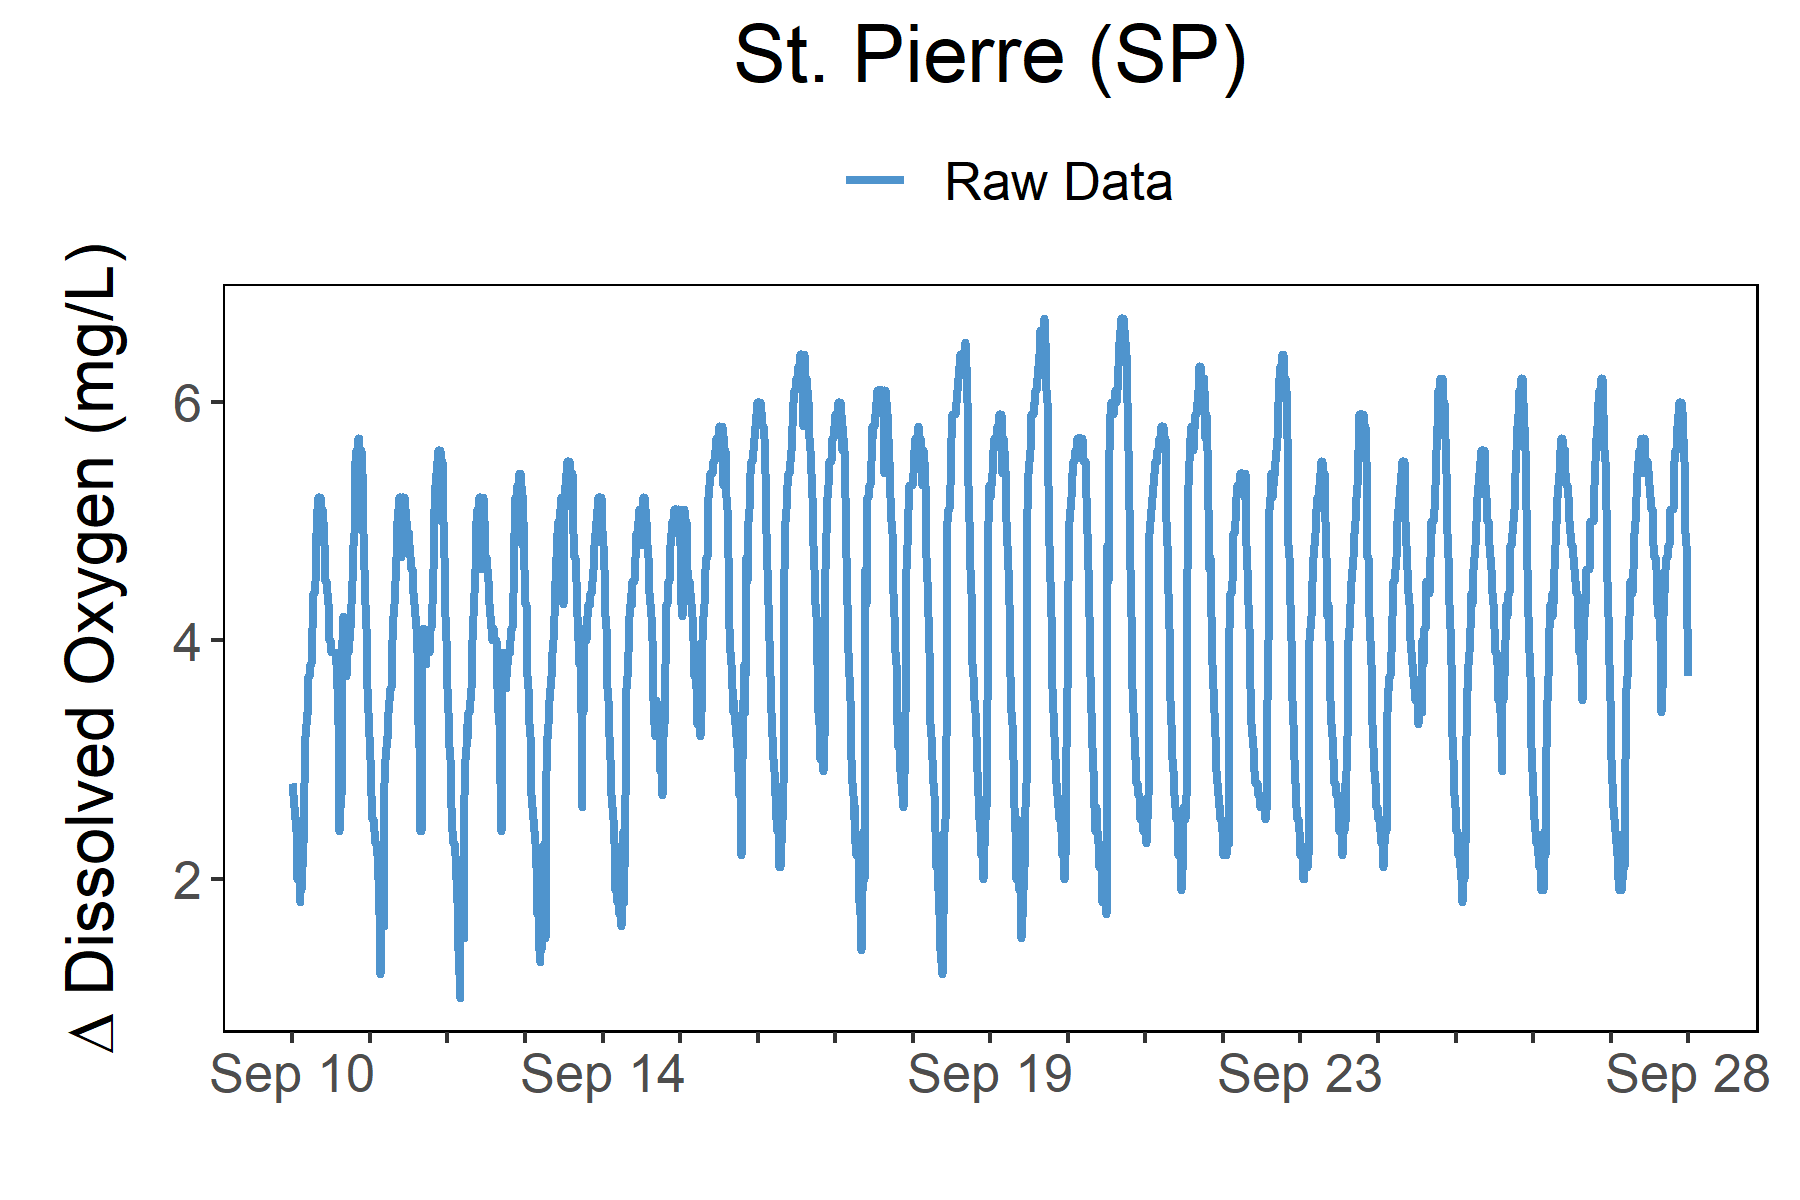 St. Pierre (SP)
Raw Data
Δ Dissolved Oxygen (mg/L)
6
4
2
Sep 10 Sep 14 Sep 19 Sep 23 Sep 28